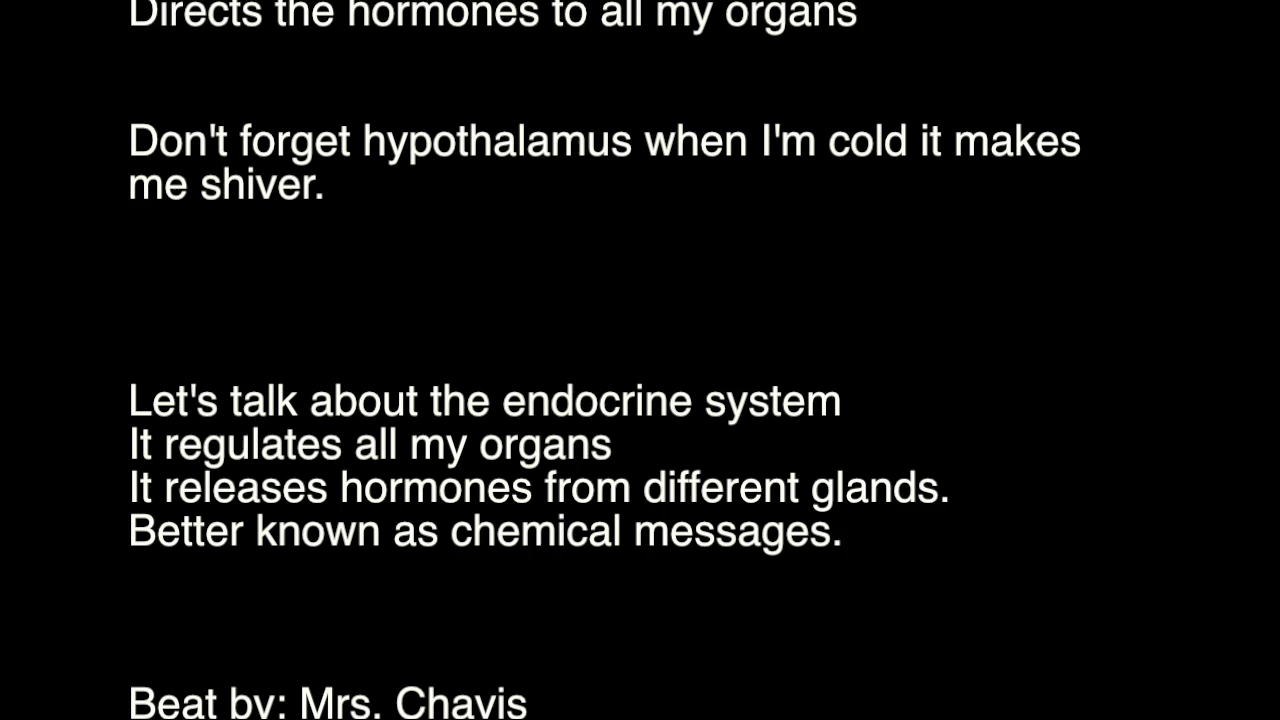 Directs the hormones to all my organs
Don't forget hypothalamus when I'm cold it makes
me shiver.
Let's talk about the endocrine system
It regulates all my organs
It releases hormones from different glands.
Better known as chemical messages.
Beat by: Mrs. Chavis